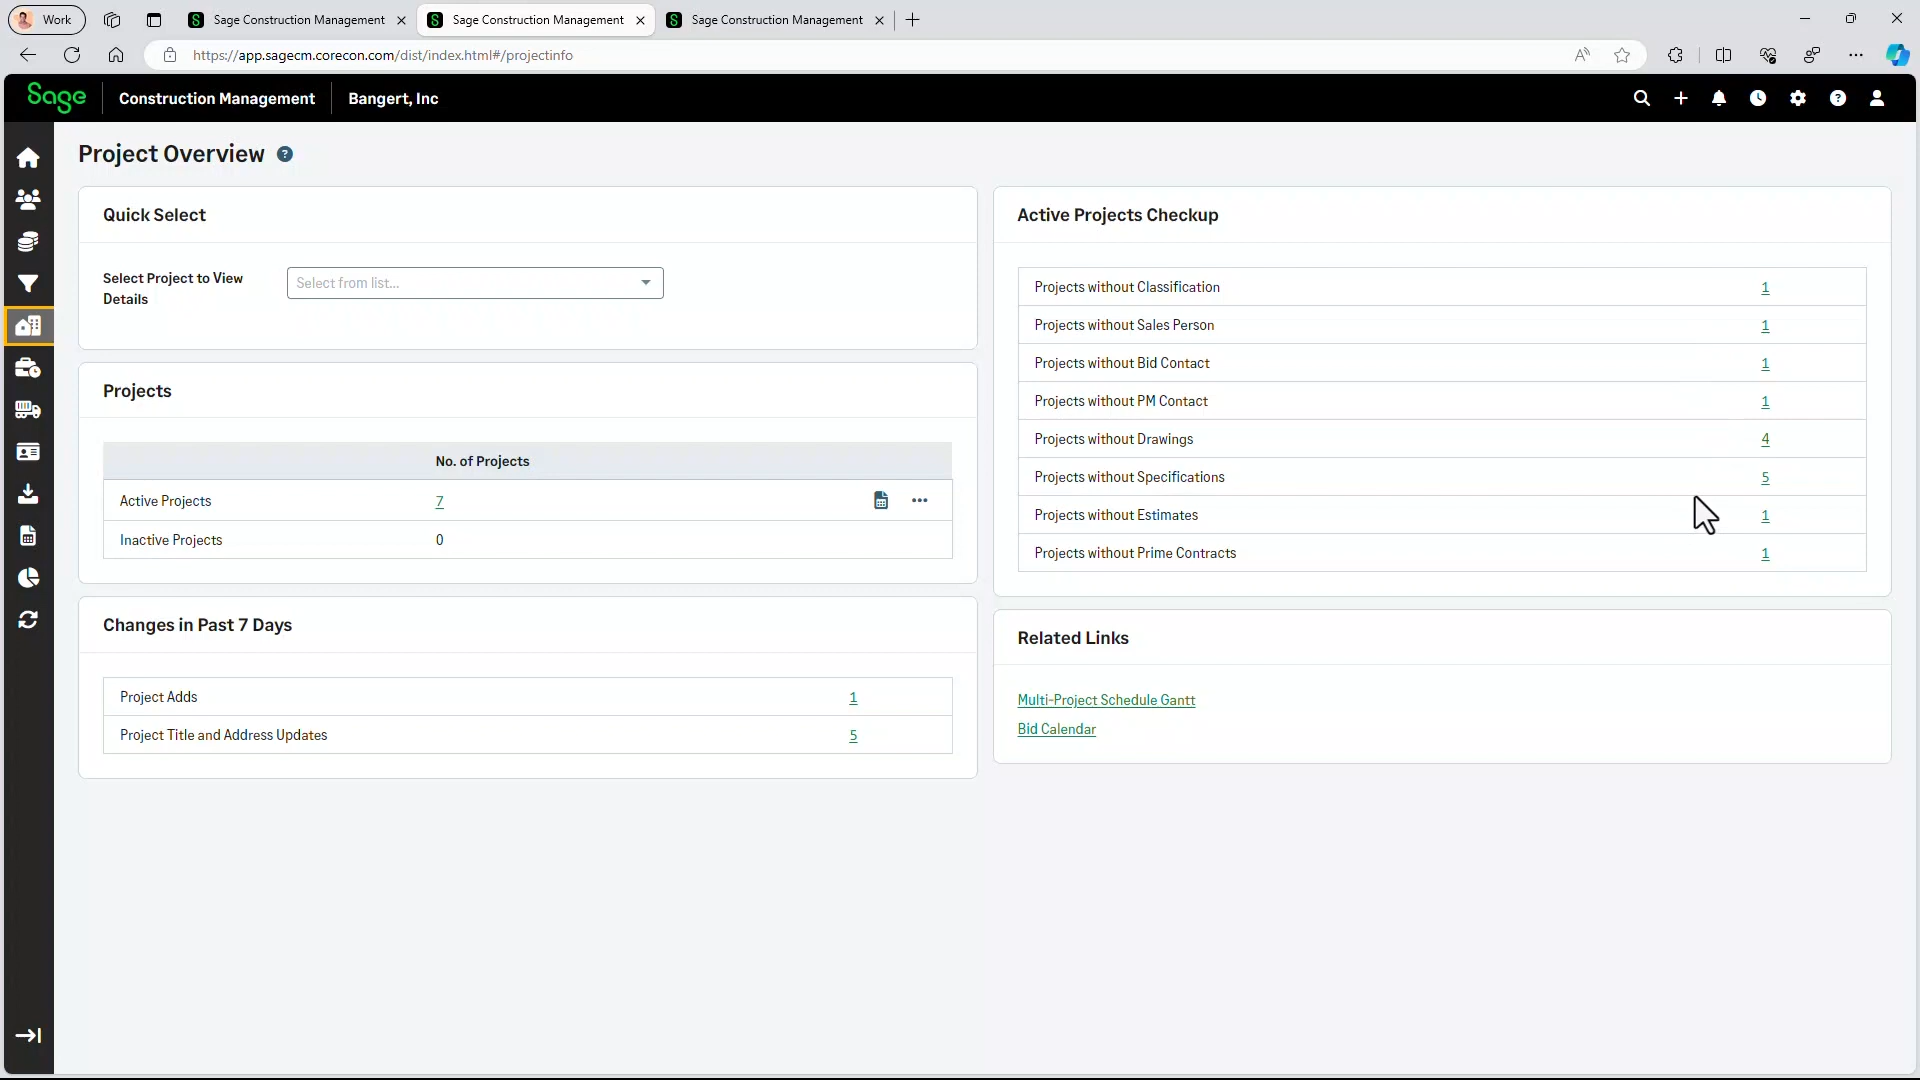 Work
Sage Construction Management
Sage Construction Management
Sage Construction Management
https://app.sagecm.corecon.com/dist/index.html#/projectinfo
Sage
Construction Management
Bangert, Inc
Project Overview ?
Quick Select
Select Project to View
Details
Select from list...
Projects
No. of Projects
Active Projects 7
Inactive Projects 0
Changes in Past 7 Days
Project Adds 1
Project Title and Address Updates 5
Active Projects Checkup
Projects without Classification 1
Projects without Sales Person 1
Projects without Bid Contact 1
Projects without PM Contact 1
Projects without Drawings 4
Projects without Specifications 5
Projects without Estimates 1
Projects without Prime Contracts 1
Related Links
Multi-Project Schedule Gantt
Bid Calendar